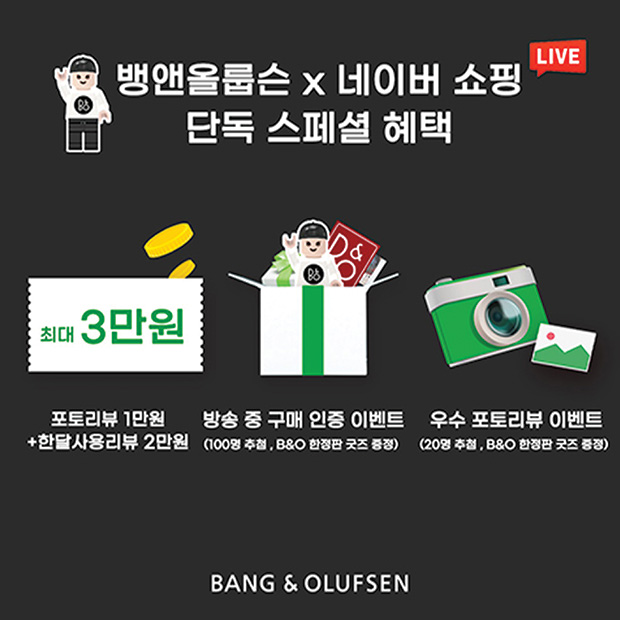 뱅앤올룹슨 x 네이버 쇼핑 LIVE
단독 스페셜 혜택
최대 3만원
포토리뷰 1만원
+한달사용리뷰 2만원
B&O
D&
O
방송 중 구매 인증 이벤트
(100명 추첨 , B&O 한정판 굿즈 증정)
우수 포토리뷰 이벤트
(20명 추첨 , B&O 한정판 굿즈 증정)
BANG & OLUFSEN